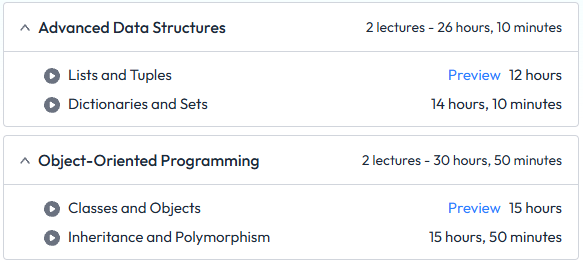 Advanced Data Structures 2 lectures - 26 hours, 10 minutes
Lists and Tuples Preview 12 hours
Dictionaries and Sets 14 hours, 10 minutes
Object-Oriented Programming 2 lectures - 30 hours, 50 minutes
Classes and Objects Preview 15 hours
Inheritance and Polymorphism 15 hours, 50 minutes